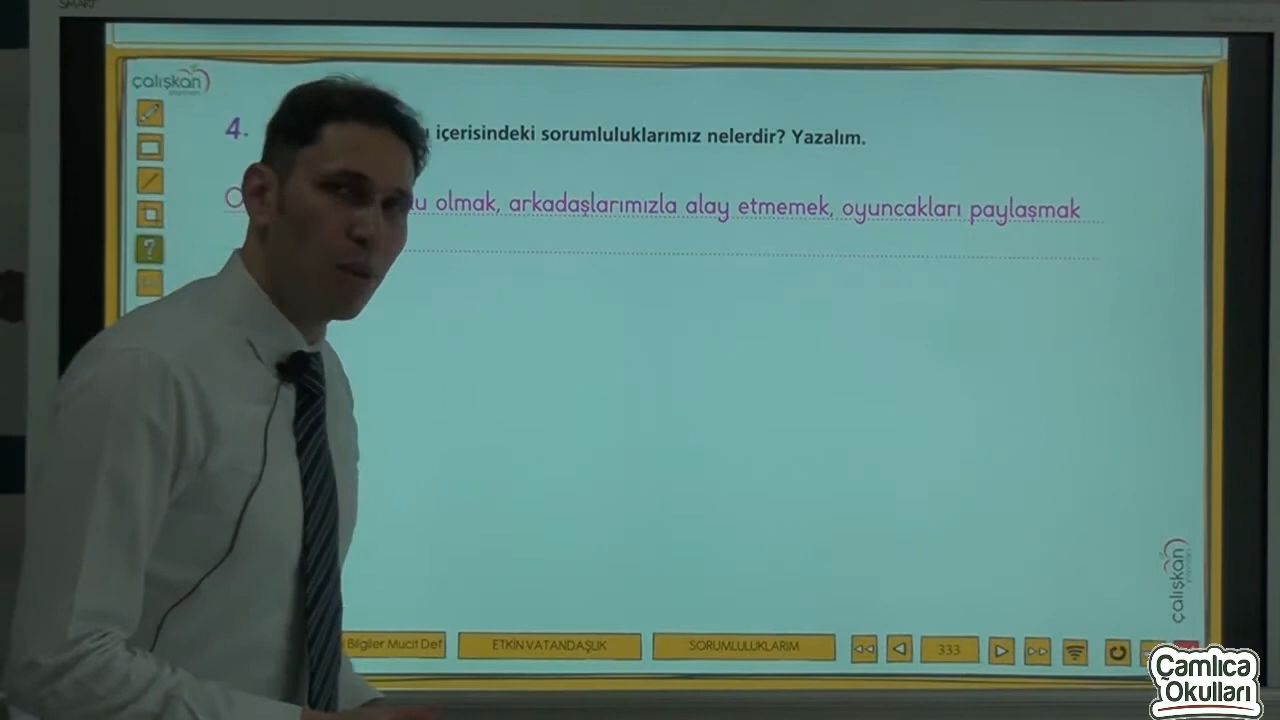 SMART
çalışkan
4. içerisindeki sorumluluklarımız nelerdir? Yazalım.
olmak, arkadaşlarımızla alay etmemek, oyuncakları paylaşmak
çalışkan
Bilgiler Mucit Def
ETKİN VATANDAŞLIK
SORUMLULUKLARIM
333
Çamlıca
Okulları